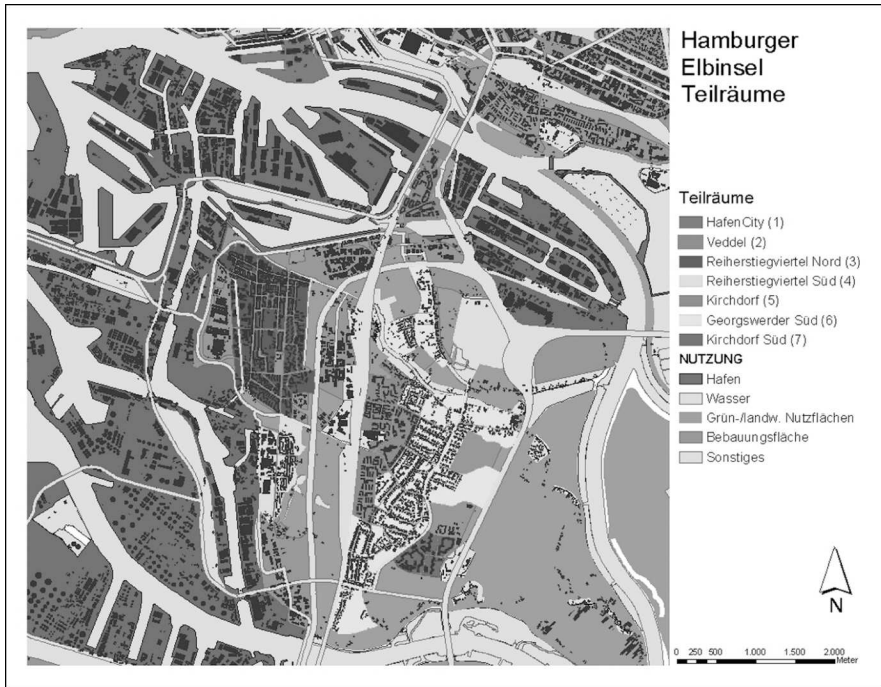 Hamburger
Elbinsel
Teilräume
Teilräume
HafenCity (1)
Veddel (2)
Reiherstiegviertel Nord (3)
Reiherstiegviertel Süd (4)
Kirchdorf (5)
Georgswerder Süd (6)
Kirchdorf Süd (7)
NUTZUNG
Hafen
Wasser
Grün-/landw. Nutzflächen
Bebauungsfläche
Sonstiges
N
0 250 500 1.000 1.500 2.000
Meter